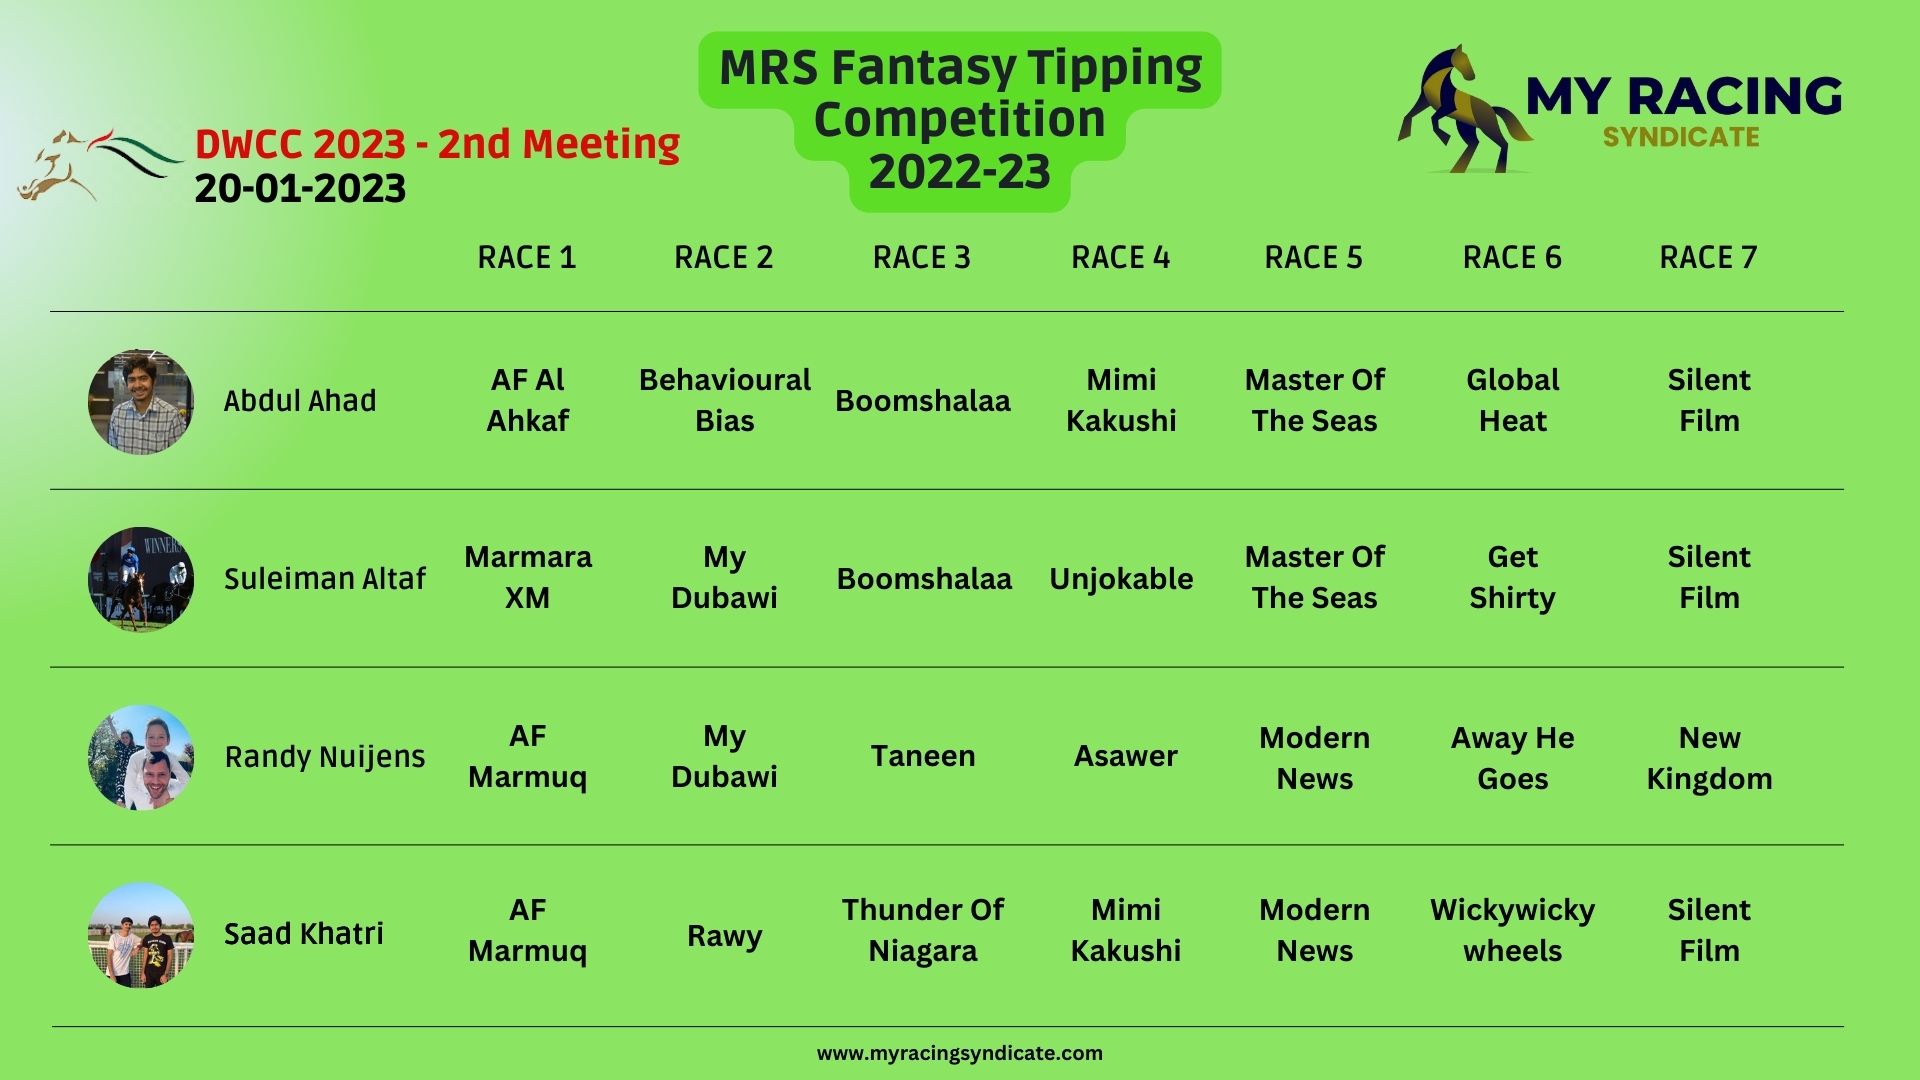 MRS Fantasy Tipping
Competition
2022-23
MY RACING
SYNDICATE
DWCC 2023 - 2nd Meeting
20-01-2023
RACE 1 RACE 2 RACE 3 RACE 4 RACE 5 RACE 6 RACE 7
Abdul Ahad
AF Al
Ahkaf
Behavioural
Bias
Boomshalaa
Mimi
Kakushi
Master Of
The Seas
Global
Heat
Silent
Film
WINNERS
Suleiman Altaf
Marmara
XM
My
Dubawi
Boomshalaa
Unjokable
Master Of
The Seas
Get
Shirty
Silent
Film
Randy Nuijens
AF
Marmuq
My
Dubawi
Taneen
Asawer
Modern
News
Away He
Goes
New
Kingdom
Saad Khatri
AF
Marmuq
Rawy
Thunder Of
Niagara
Mimi
Kakushi
Modern
News
Wickywicky
wheels
Silent
Film
www.myracingsyndicate.com